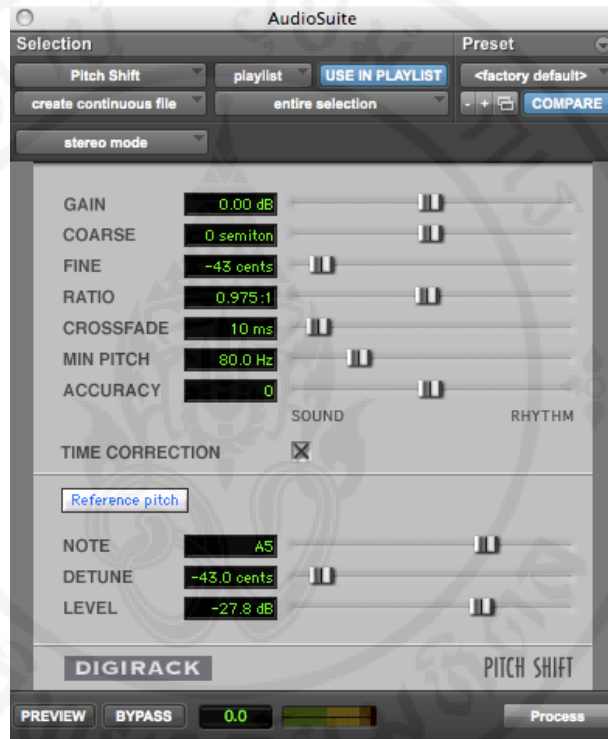 AudioSuite
Selection Preset
Pitch Shift playlist USE IN PLAYLIST <factory default>
create continuous file entire selection - + COMPARE
stereo mode
GAIN 0.00 dB
COARSE 0 semiton
FINE -43 cents
RATIO 0.975:1
CROSSFADE 10 ms
MIN PITCH 80.0 Hz
ACCURACY 0
SOUND RHYTHM
TIME CORRECTION
Reference pitch
NOTE A5
DETUNE -43.0 cents
LEVEL -27.8 dB
DIGIRACK PITCH SHIFT
PREVIEW BYPASS 0.0 Process